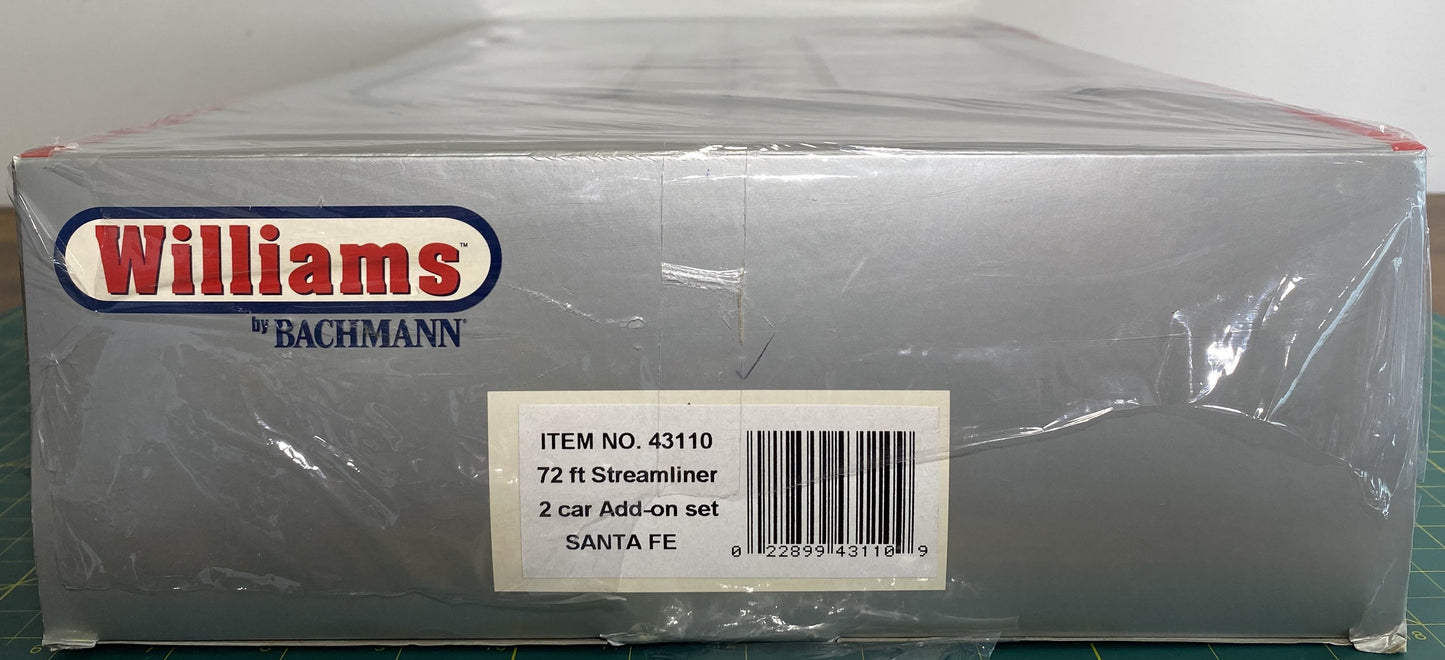 Williams™
by BACHMANN®
ITEM NO. 43110
72 ft Streamliner
2 car Add-on set
SANTA FE
0 22899 43110 9